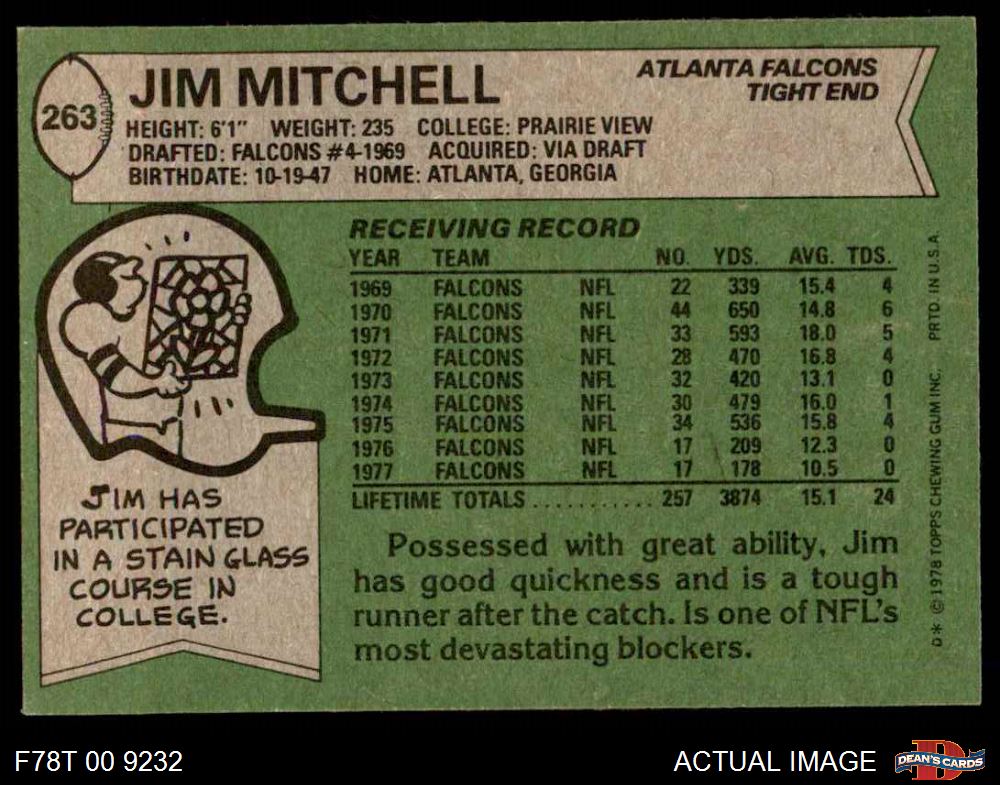 263
JIM MITCHELL
ATLANTA FALCONS
TIGHT END
HEIGHT: 6'1" WEIGHT: 235 COLLEGE: PRAIRIE VIEW
DRAFTED: FALCONS #4-1969 ACQUIRED: VIA DRAFT
BIRTHDATE: 10-19-47 HOME: ATLANTA, GEORGIA
RECEIVING RECORD
YEAR TEAM NO. YDS. AVG. TDS.
1969 FALCONS NFL 22 339 15.4 4
1970 FALCONS NFL 44 650 14.8 6
1971 FALCONS NFL 33 593 18.0 5
1972 FALCONS NFL 28 470 16.8 4
1973 FALCONS NFL 32 420 13.1 0
1974 FALCONS NFL 30 479 16.0 1
1975 FALCONS NFL 34 536 15.8 4
1976 FALCONS NFL 17 209 12.3 0
1977 FALCONS NFL 17 178 10.5 0
LIFETIME TOTALS ........... 257 3874 15.1 24
JIM HAS
PARTICIPATED
IN A STAIN GLASS
COURSE IN
COLLEGE.
Possessed with great ability, Jim
has good quickness and is a tough
runner after the catch. Is one of NFL's
most devastating blockers.
D* © 1978 TOPPS CHEWING GUM INC. PRTD. IN U.S.A.
F78T 00 9232
ACTUAL IMAGE
DEAN'S CARDS